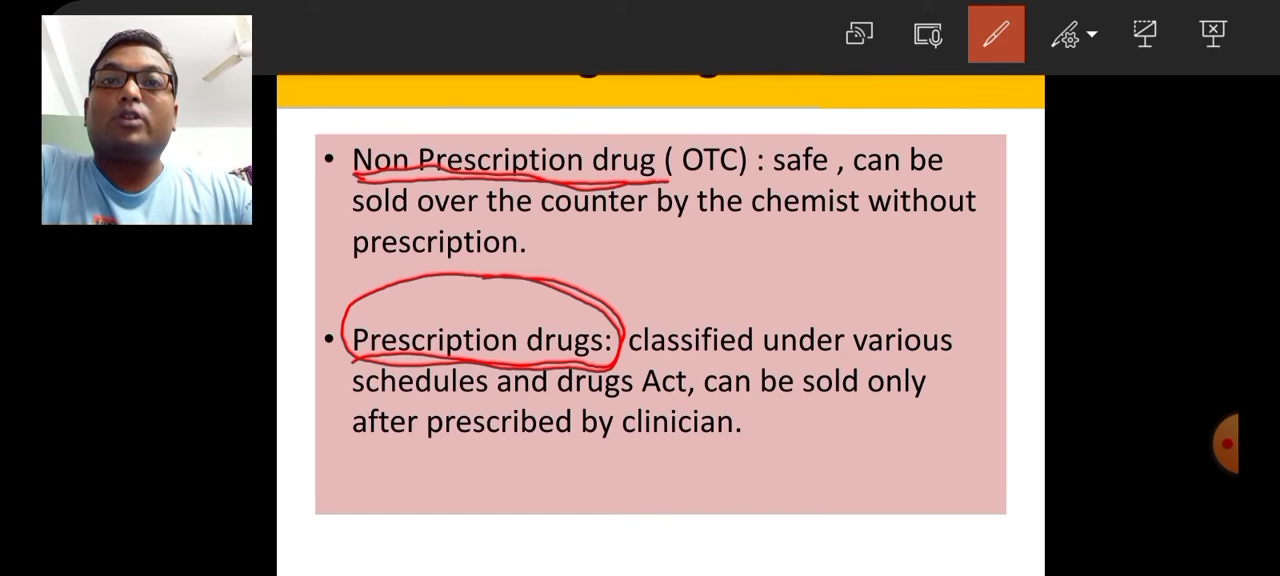 • Non Prescription drug ( OTC) : safe , can be
sold over the counter by the chemist without
prescription.
• Prescription drugs: classified under various
schedules and drugs Act, can be sold only
after prescribed by clinician.